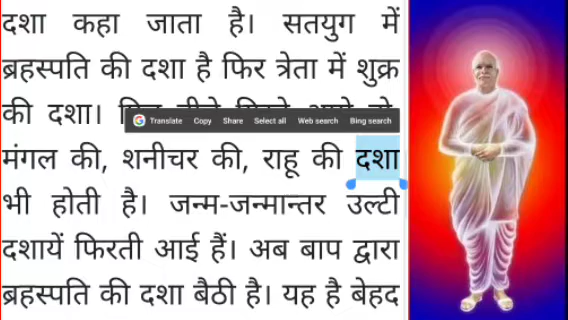 दशा कहा जाता है। सतयुग में
ब्रहस्पति की दशा है फिर त्रेता में शुक्र
की दशा।
Translate Copy Share Select all Web search Bing search
मंगल की, शनीचर की, राहू की दशा
भी होती है। जन्म-जन्मान्तर उल्टी
दशायें फिरती आई हैं। अब बाप द्वारा
ब्रहस्पति की दशा बैठी है। यह है बेहद